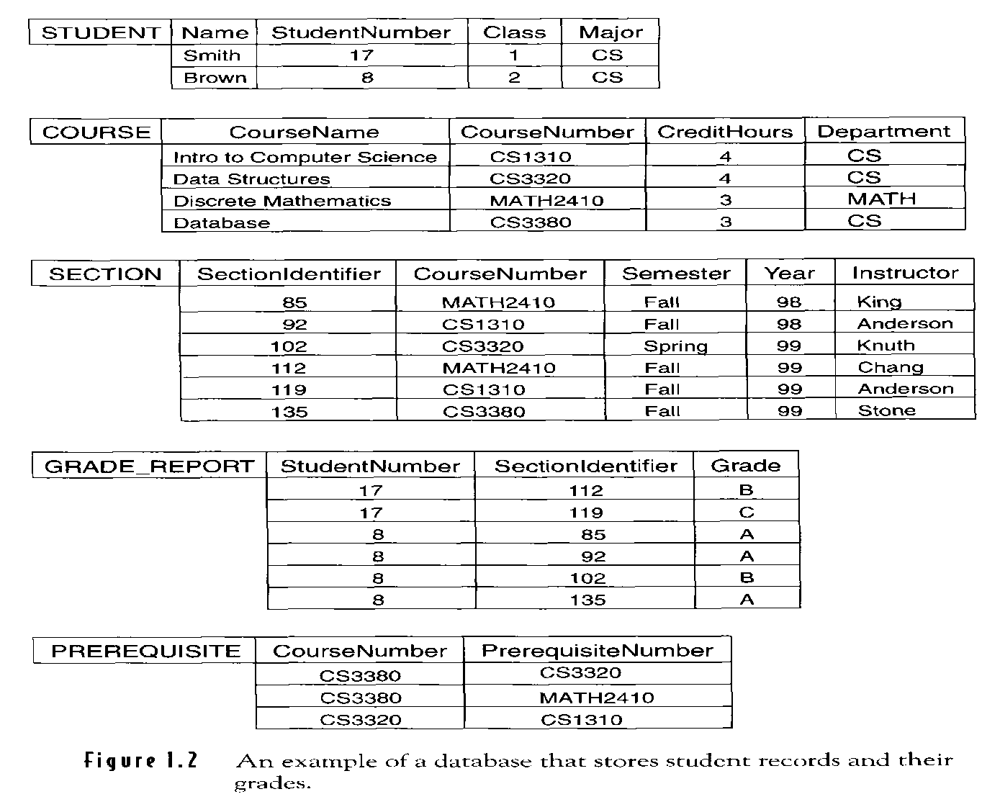 STUDENT Name StudentNumber Class Major
Smith 17 1 CS
Brown 8 2 CS
COURSE CourseName CourseNumber CreditHours Department
Intro to Computer Science CS1310 4 CS
Data Structures CS3320 4 CS
Discrete Mathematics MATH2410 3 MATH
Database CS3380 3 CS
SECTION SectionIdentifier CourseNumber Semester Year Instructor
85 MATH2410 Fall 98 King
92 CS1310 Fall 98 Anderson
102 CS3320 Spring 99 Knuth
112 MATH2410 Fall 99 Chang
119 CS1310 Fall 99 Anderson
135 CS3380 Fall 99 Stone
GRADE_REPORT StudentNumber SectionIdentifier Grade
17 112 B
17 119 C
8 85 A
8 92 A
8 102 B
8 135 A
PREREQUISITE CourseNumber PrerequisiteNumber
CS3380 CS3320
CS3380 MATH2410
CS3320 CS1310
Figure 1.2 An example of a database that stores student records and their
grades.